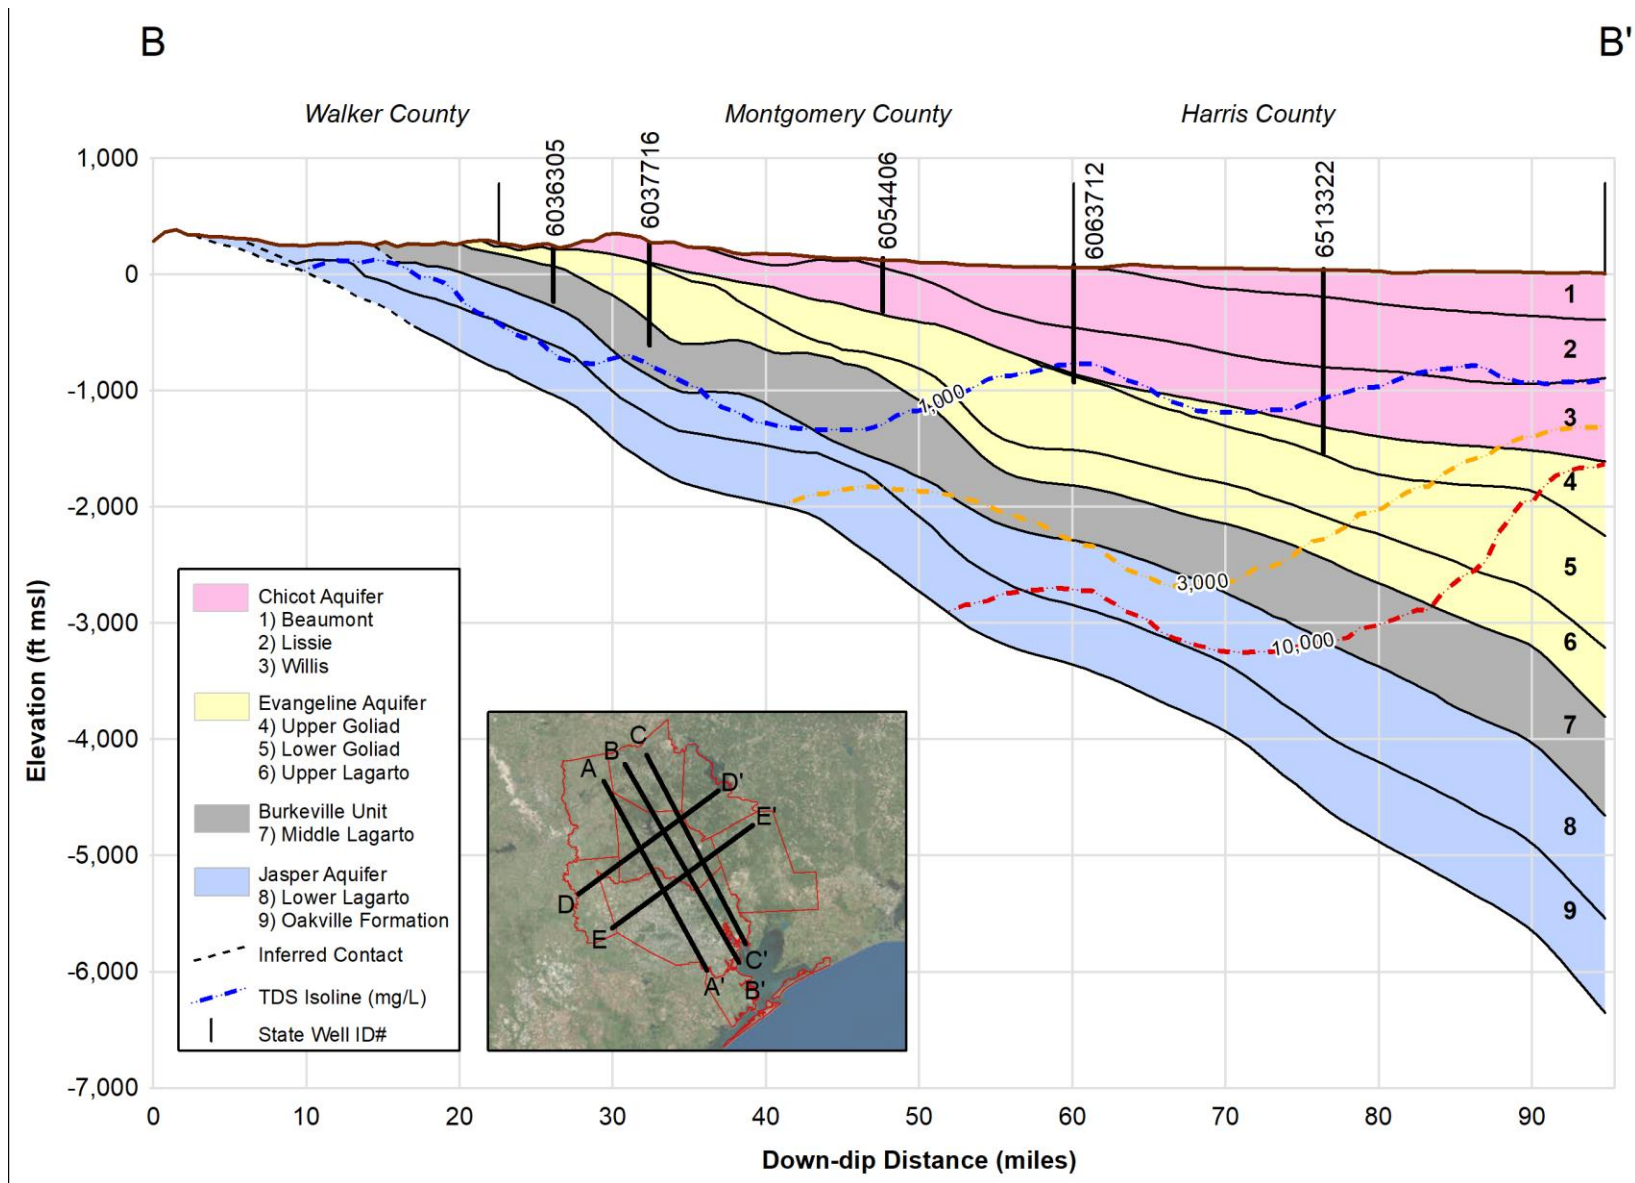 B
B'
Walker County
Montgomery County
Harris County
6036305
6037716
6054406
6063712
6513322
1,000
0
-1,000
-2,000
-3,000
-4,000
-5,000
-6,000
-7,000
Elevation (ft msl)
1
2
3
4
5
6
7
8
9
1,000
3,000
10,000
Chicot Aquifer
1) Beaumont
2) Lissie
3) Willis
Evangeline Aquifer
4) Upper Goliad
5) Lower Goliad
6) Upper Lagarto
Burkeville Unit
7) Middle Lagarto
Jasper Aquifer
8) Lower Lagarto
9) Oakville Formation
Inferred Contact
TDS Isoline (mg/L)
State Well ID#
A
B
C
D'
E'
D
E
A'
B'
C'
0
10
20
30
40
50
60
70
80
90
Down-dip Distance (miles)